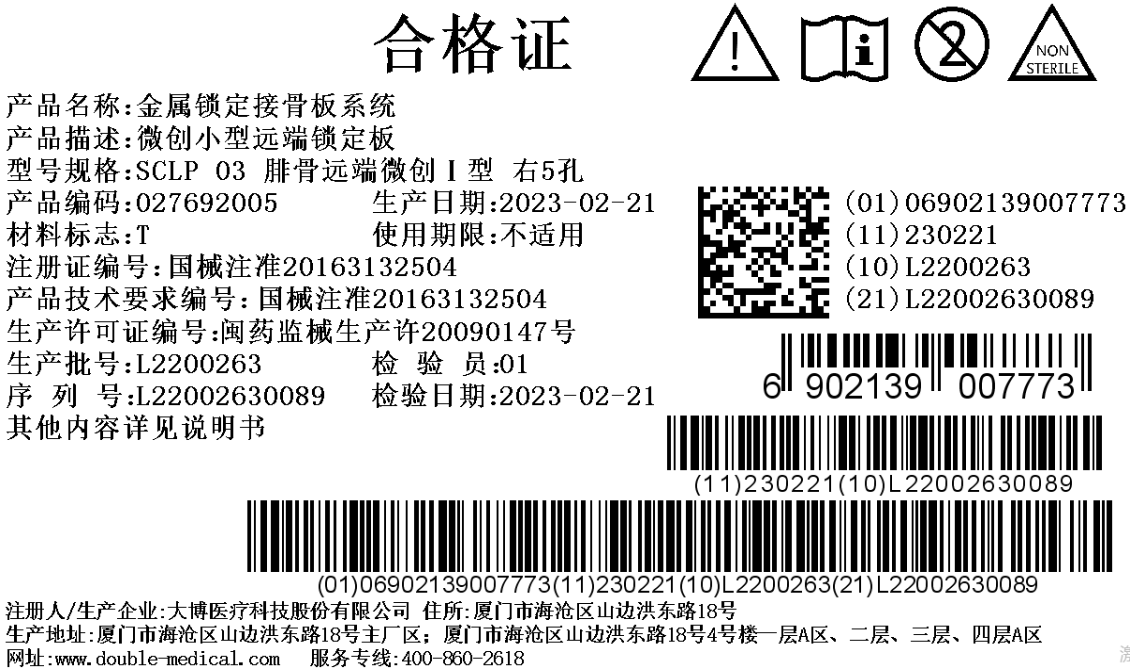 合格证
NON
STERILE
产品名称:金属锁定接骨板系统
产品描述:微创小型远端锁定板
型号规格:SCLP 03 腓骨远端微创Ⅰ型 右5孔
产品编码:027692005 生产日期:2023-02-21
材料标志:T 使用期限:不适用
注册证编号:国械注准20163132504
产品技术要求编号:国械注准20163132504
生产许可证编号:闽药监械生产许20090147号
生产批号:L2200263 检 验 员:01
序 列 号:L22002630089 检验日期:2023-02-21
其他内容详见说明书
(01)06902139007773
(11)230221
(10)L2200263
(21)L22002630089
6 902139 007773
(11)230221(10)L22002630089
(01)06902139007773(11)230221(10)L2200263(21)L22002630089
注册人/生产企业:大博医疗科技股份有限公司 住所:厦门市海沧区山边洪东路18号
生产地址:厦门市海沧区山边洪东路18号主厂区; 厦门市海沧区山边洪东路18号4号楼一层A区、二层、三层、四层A区
网址:www.double-medical.com 服务专线:400-860-2618